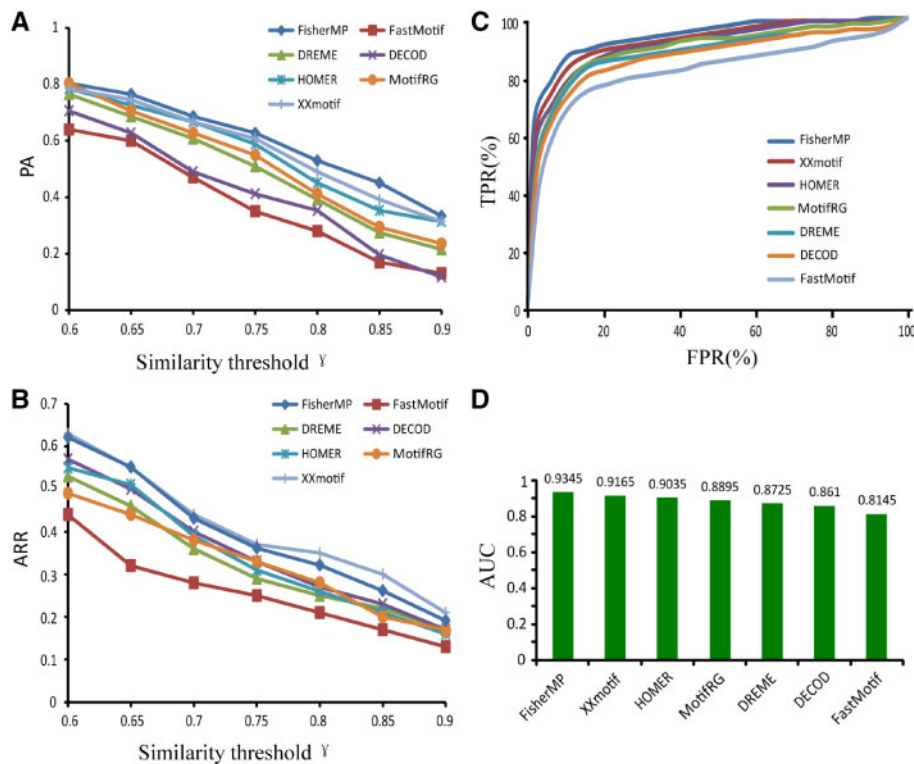 A
FisherMP
FastMotif
DREME
DECOD
HOMER
MotifRG
XXmotif
1
0.8
0.6
0.4
0.2
0
PA
0.6 0.65 0.7 0.75 0.8 0.85 0.9
Similarity threshold γ
B
FisherMP
FastMotif
DREME
DECOD
HOMER
MotifRG
XXmotif
0.7
0.6
0.5
0.4
0.3
0.2
0.1
ARR
0.6 0.65 0.7 0.75 0.8 0.85 0.9
Similarity threshold γ
C
100
80
60
40
20
0
TPR(%)
FisherMP
XXmotif
HOMER
MotifRG
DREME
DECOD
FastMotif
0 20 40 60 80 100
FPR(%)
D
1
0.8
0.6
0.4
0.2
0
AUC
0.9345 0.9165 0.9035 0.8895 0.8725 0.861 0.8145
FisherMP XXmotif HOMER MotifRG DREME DECOD FastMotif